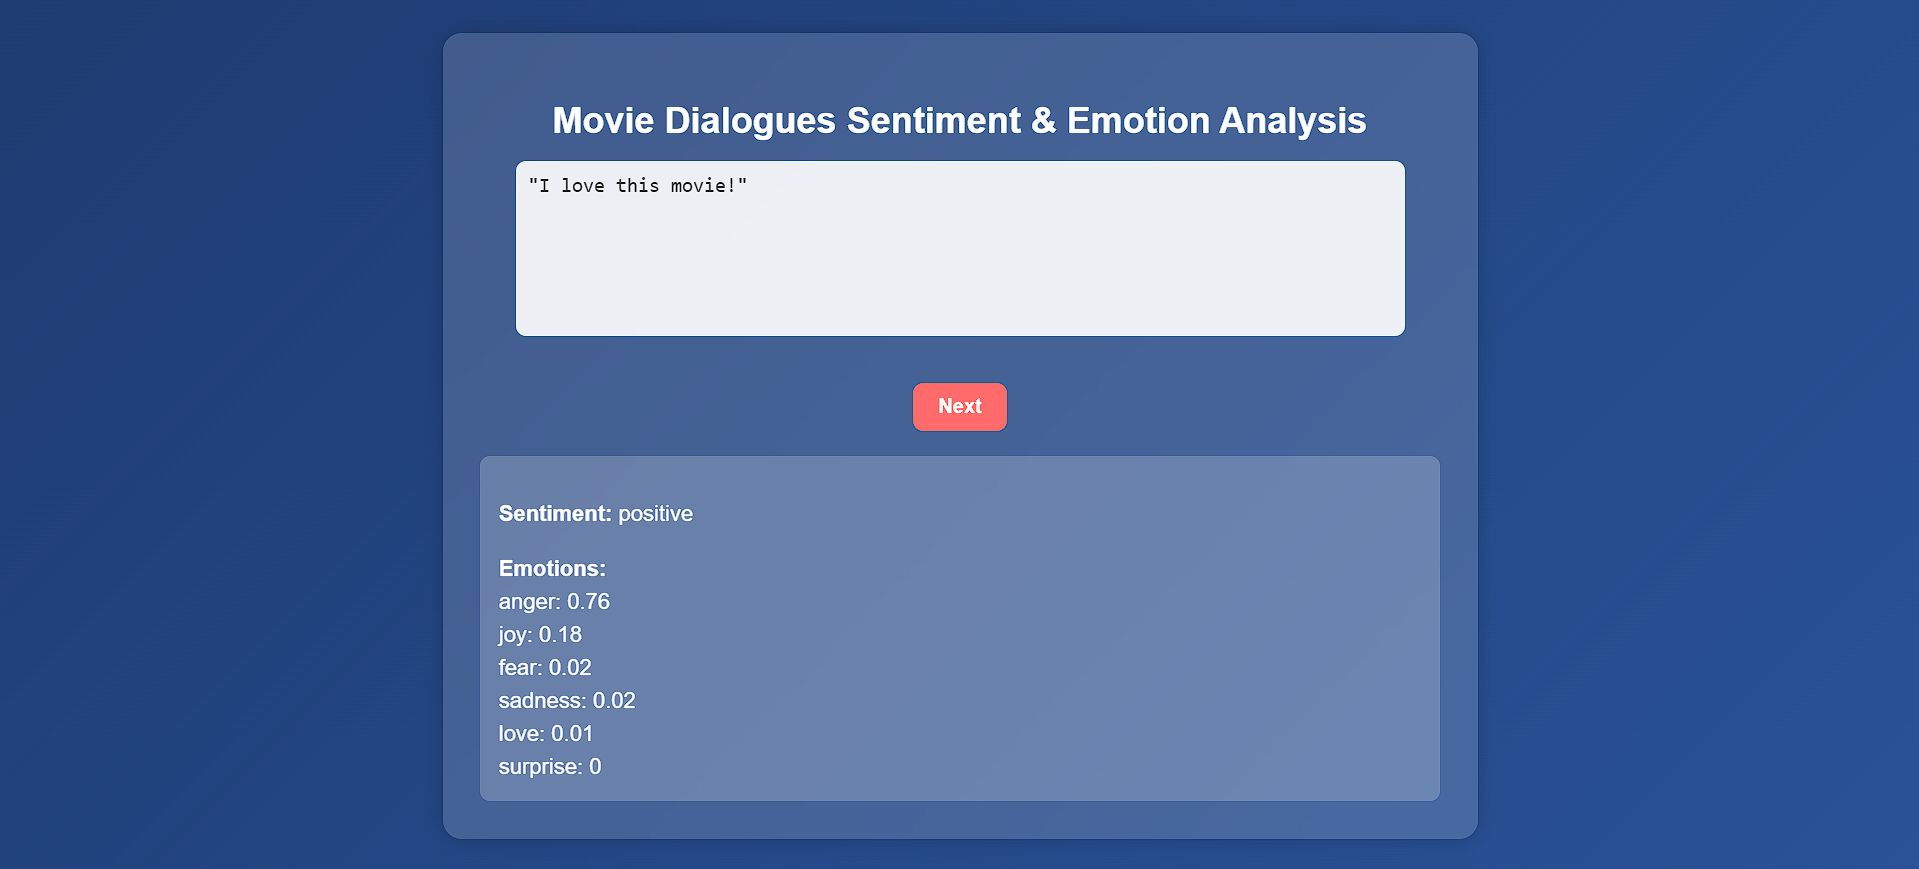 Movie Dialogues Sentiment & Emotion Analysis
"I love this movie!"
Next
Sentiment: positive
Emotions:
anger: 0.76
joy: 0.18
fear: 0.02
sadness: 0.02
love: 0.01
surprise: 0